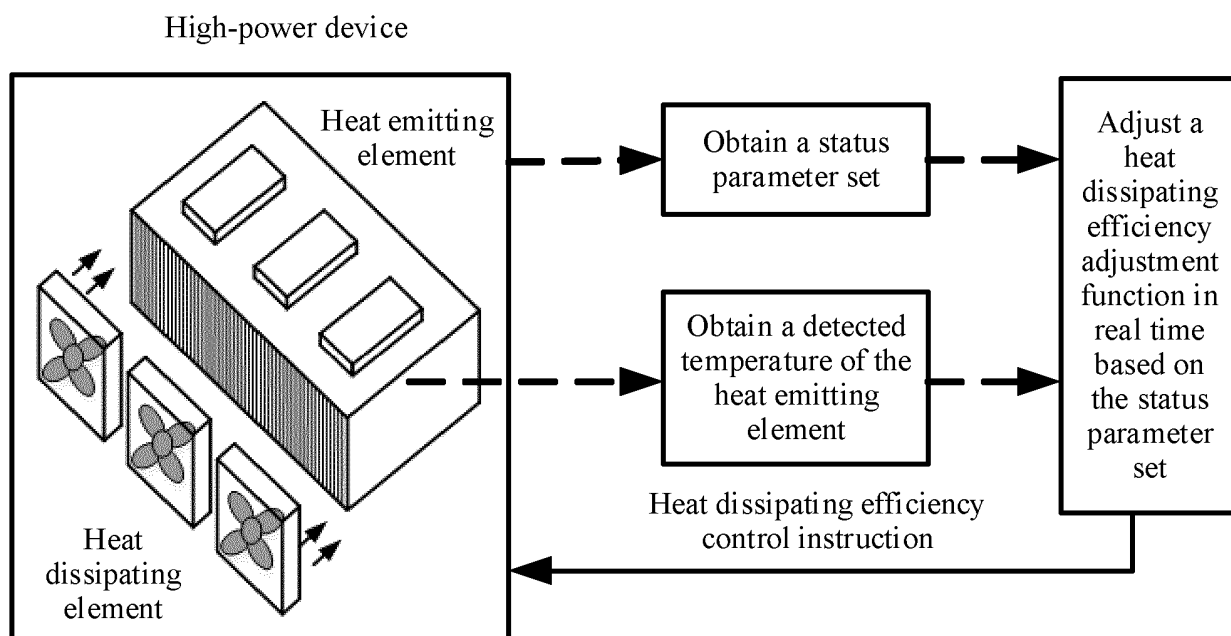 High-power device
Heat emitting
element
Heat
dissipating
element
Obtain a status
parameter set
Obtain a detected
temperature of the
heat emitting
element
Heat dissipating efficiency
control instruction
Adjust a
heat
dissipating
efficiency
adjustment
function in
real time
based on
the status
parameter
set